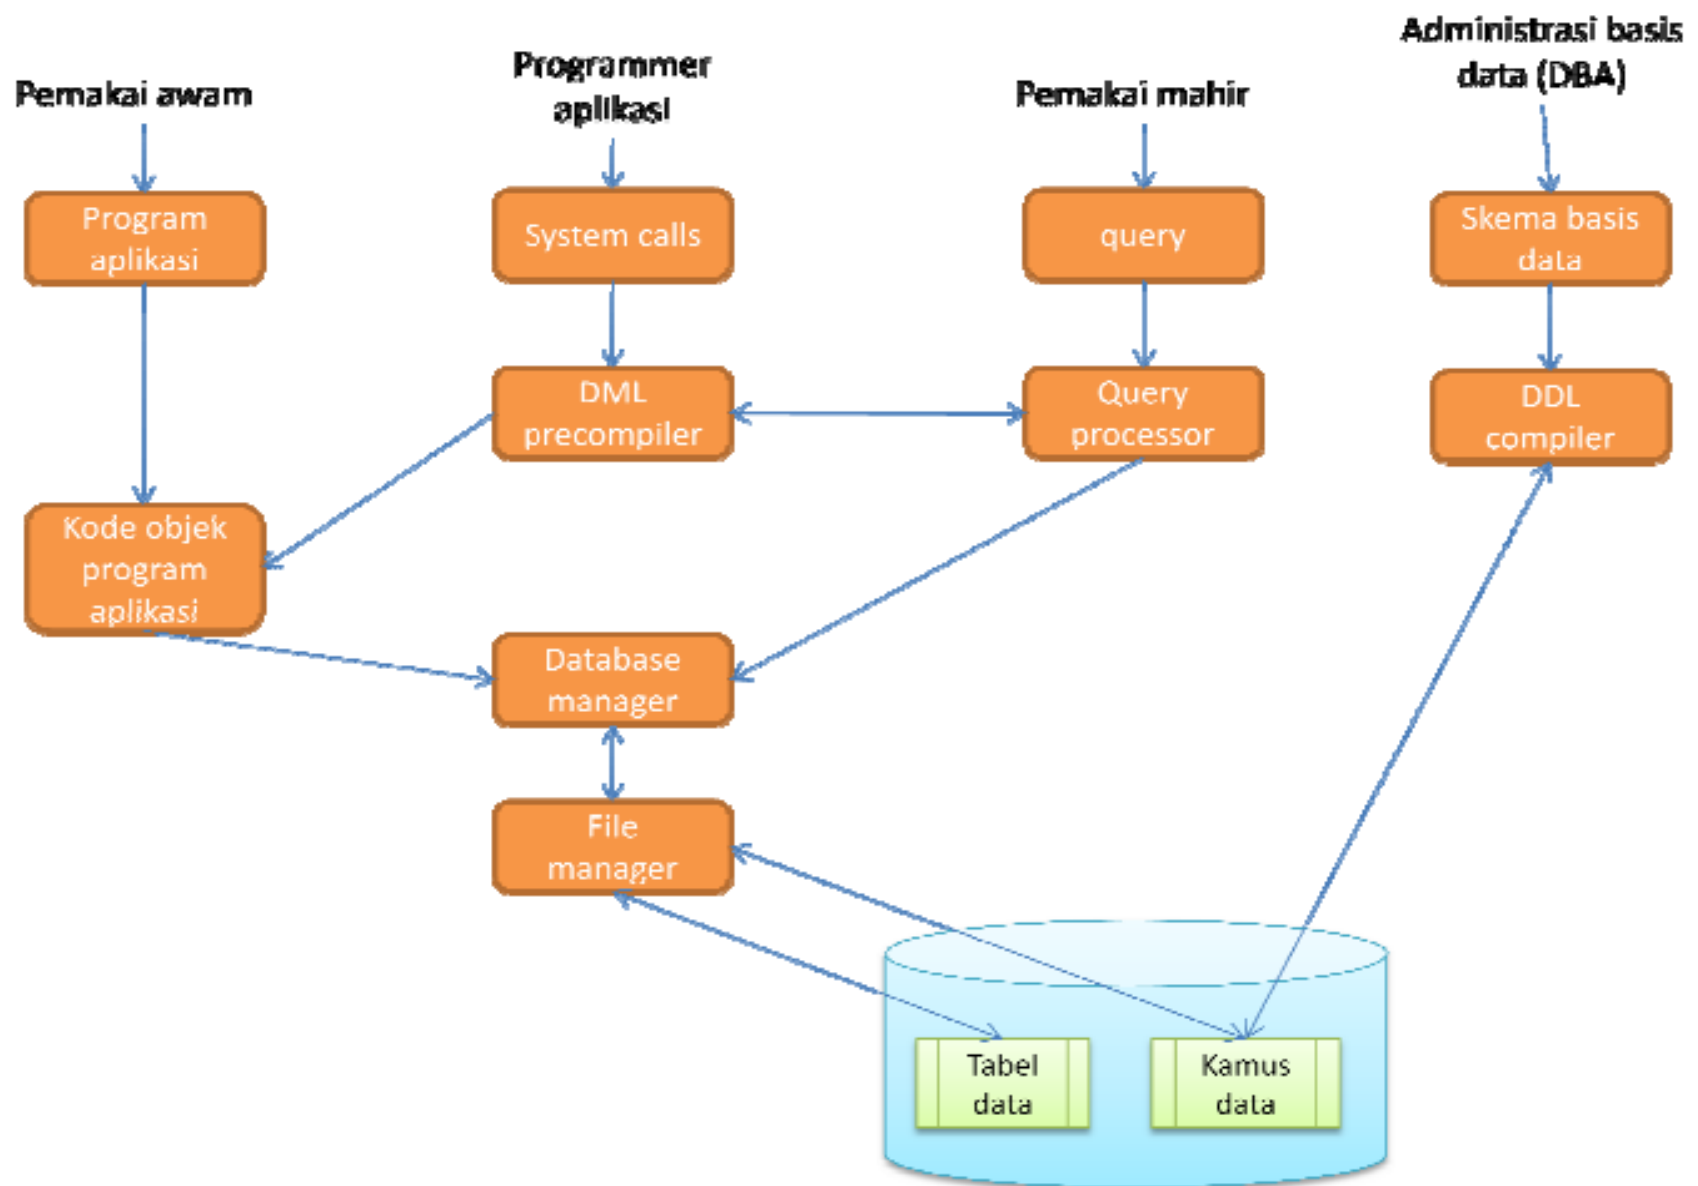 Pemakai awam
Programmer
aplikasi
Pemakai mahir
Administrasi basis
data (DBA)
Program
aplikasi
System calls
query
Skema basis
data
DML
precompiler
Query
processor
DDL
compiler
Kode objek
program
aplikasi
Database
manager
File
manager
Tabel
data
Kamus
data